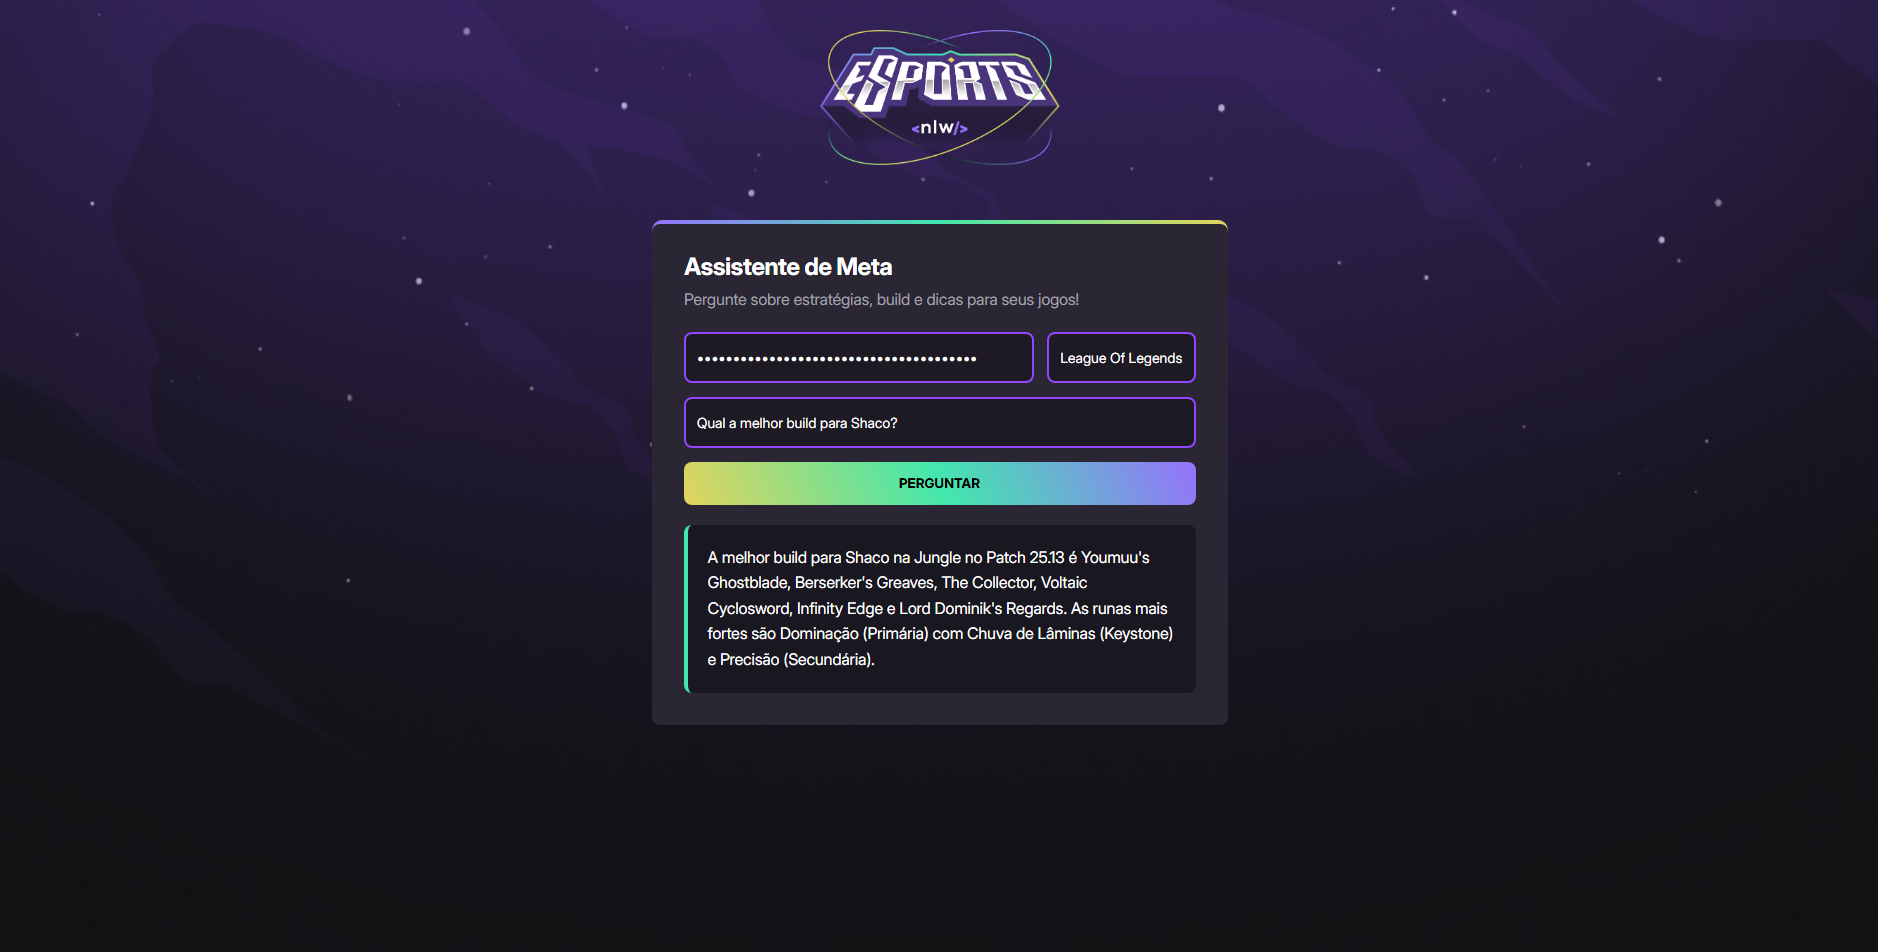 ESPORTS
<nlw/>
Assistente de Meta
Pergunte sobre estratégias, build e dicas para seus jogos!
•••••••••••••••••••••••••••••••••••••••
League Of Legends
Qual a melhor build para Shaco?
PERGUNTAR
A melhor build para Shaco na Jungle no Patch 25.13 é Youmuu's
Ghostblade, Berserker's Greaves, The Collector, Voltaic
Cyclosword, Infinity Edge e Lord Dominik's Regards. As runas mais
fortes são Dominação (Primária) com Chuva de Lâminas (Keystone)
e Precisão (Secundária).